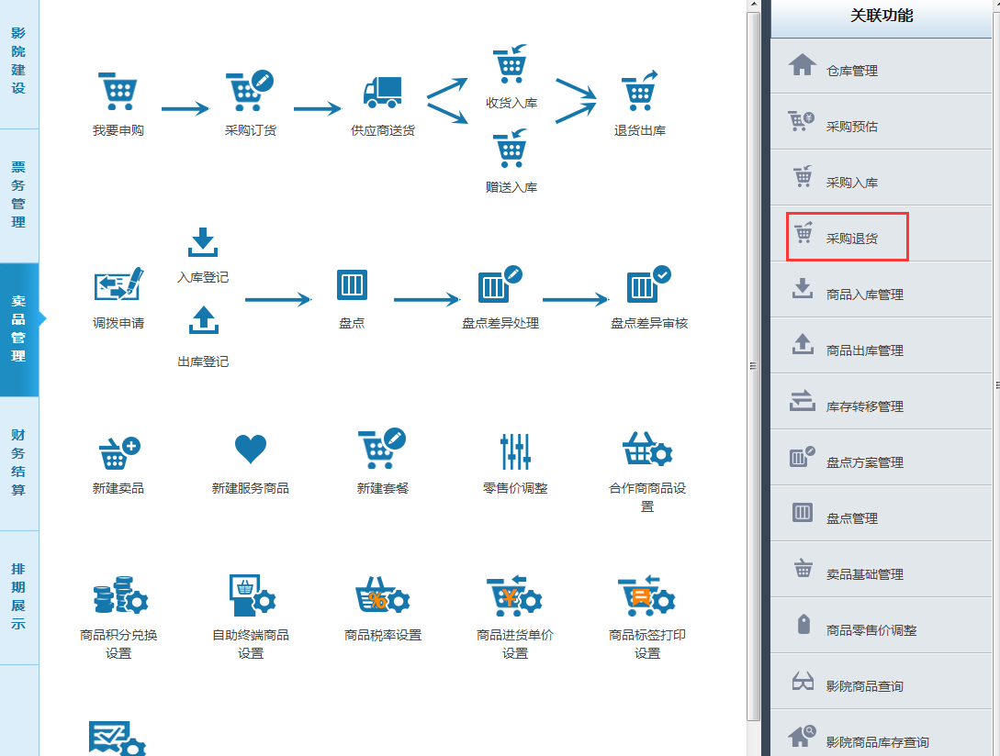 影院建设
票务管理
卖品管理
财务结算
排期展示
我要申购
采购订货
供应商送货
收货入库
赠送入库
退货出库
调拨申请
入库登记
出库登记
盘点
盘点差异处理
盘点差异审核
新建卖品
新建服务商品
新建套餐
零售价调整
合作商商品设
置
商品积分兑换
设置
自助终端商品
设置
商品税率设置
商品进货单价
设置
商品标签打印
设置
关联功能
仓库管理
采购预估
采购入库
采购退货
商品入库管理
商品出库管理
库存转移管理
盘点方案管理
盘点管理
卖品基础管理
商品零售价调整
影院商品查询
影院商品库存查询